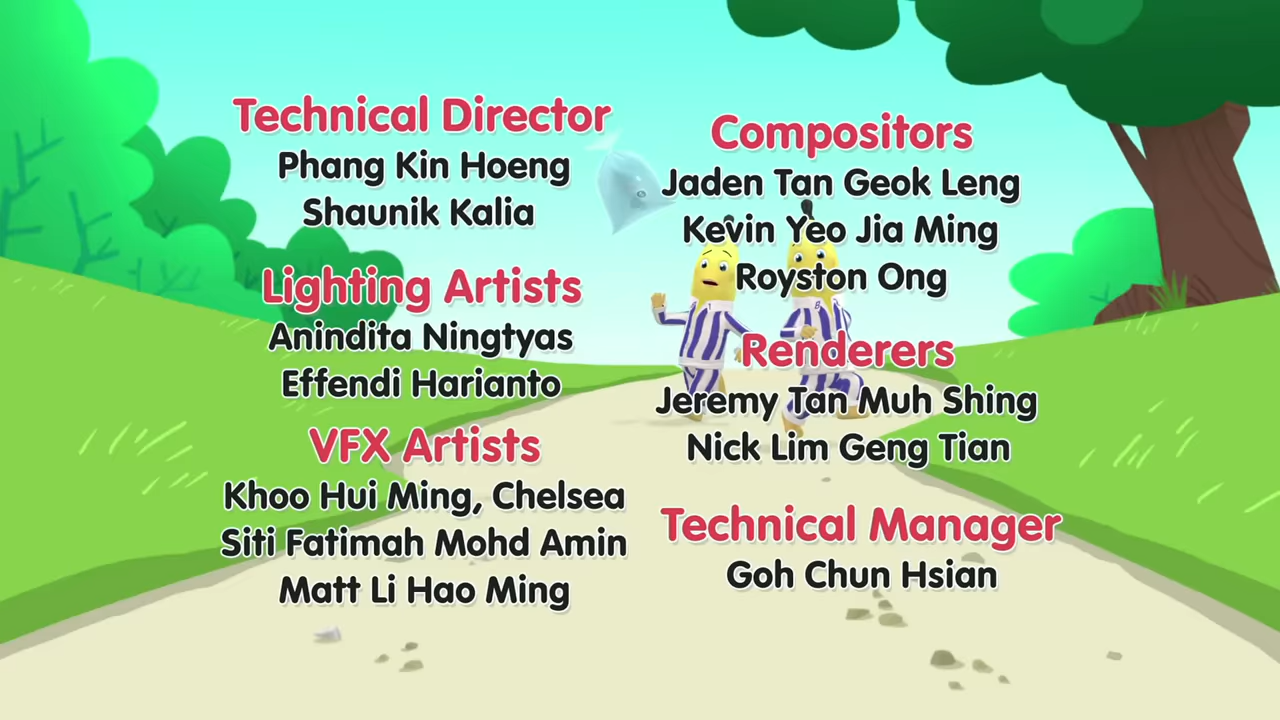 Technical Director
Phang Kin Hoeng
Shaunik Kalia
Lighting Artists
Anindita Ningtyas
Effendi Harianto
VFX Artists
Khoo Hui Ming, Chelsea
Siti Fatimah Mohd Amin
Matt Li Hao Ming
Compositors
Jaden Tan Geok Leng
Kevin Yeo Jia Ming
Royston Ong
Renderers
Jeremy Tan Muh Shing
Nick Lim Geng Tian
Technical Manager
Goh Chun Hsian